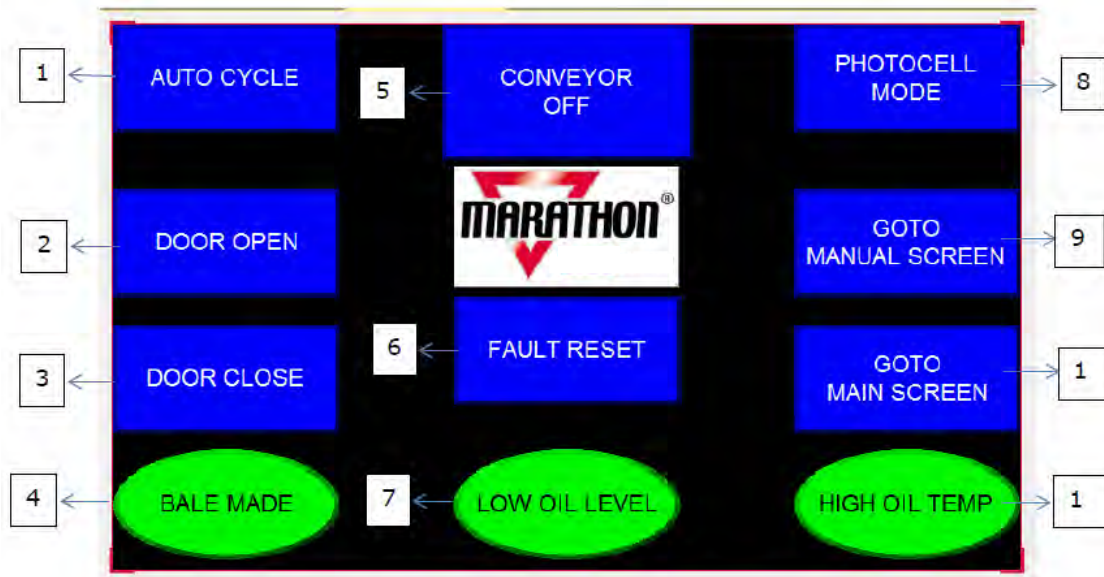 1
AUTO CYCLE
5
CONVEYOR
OFF
PHOTOCELL
MODE
8
2
DOOR OPEN
MARATHON®
GOTO
MANUAL SCREEN
9
3
DOOR CLOSE
6
FAULT RESET
GOTO
MAIN SCREEN
1
4
BALE MADE
7
LOW OIL LEVEL
HIGH OIL TEMP
1